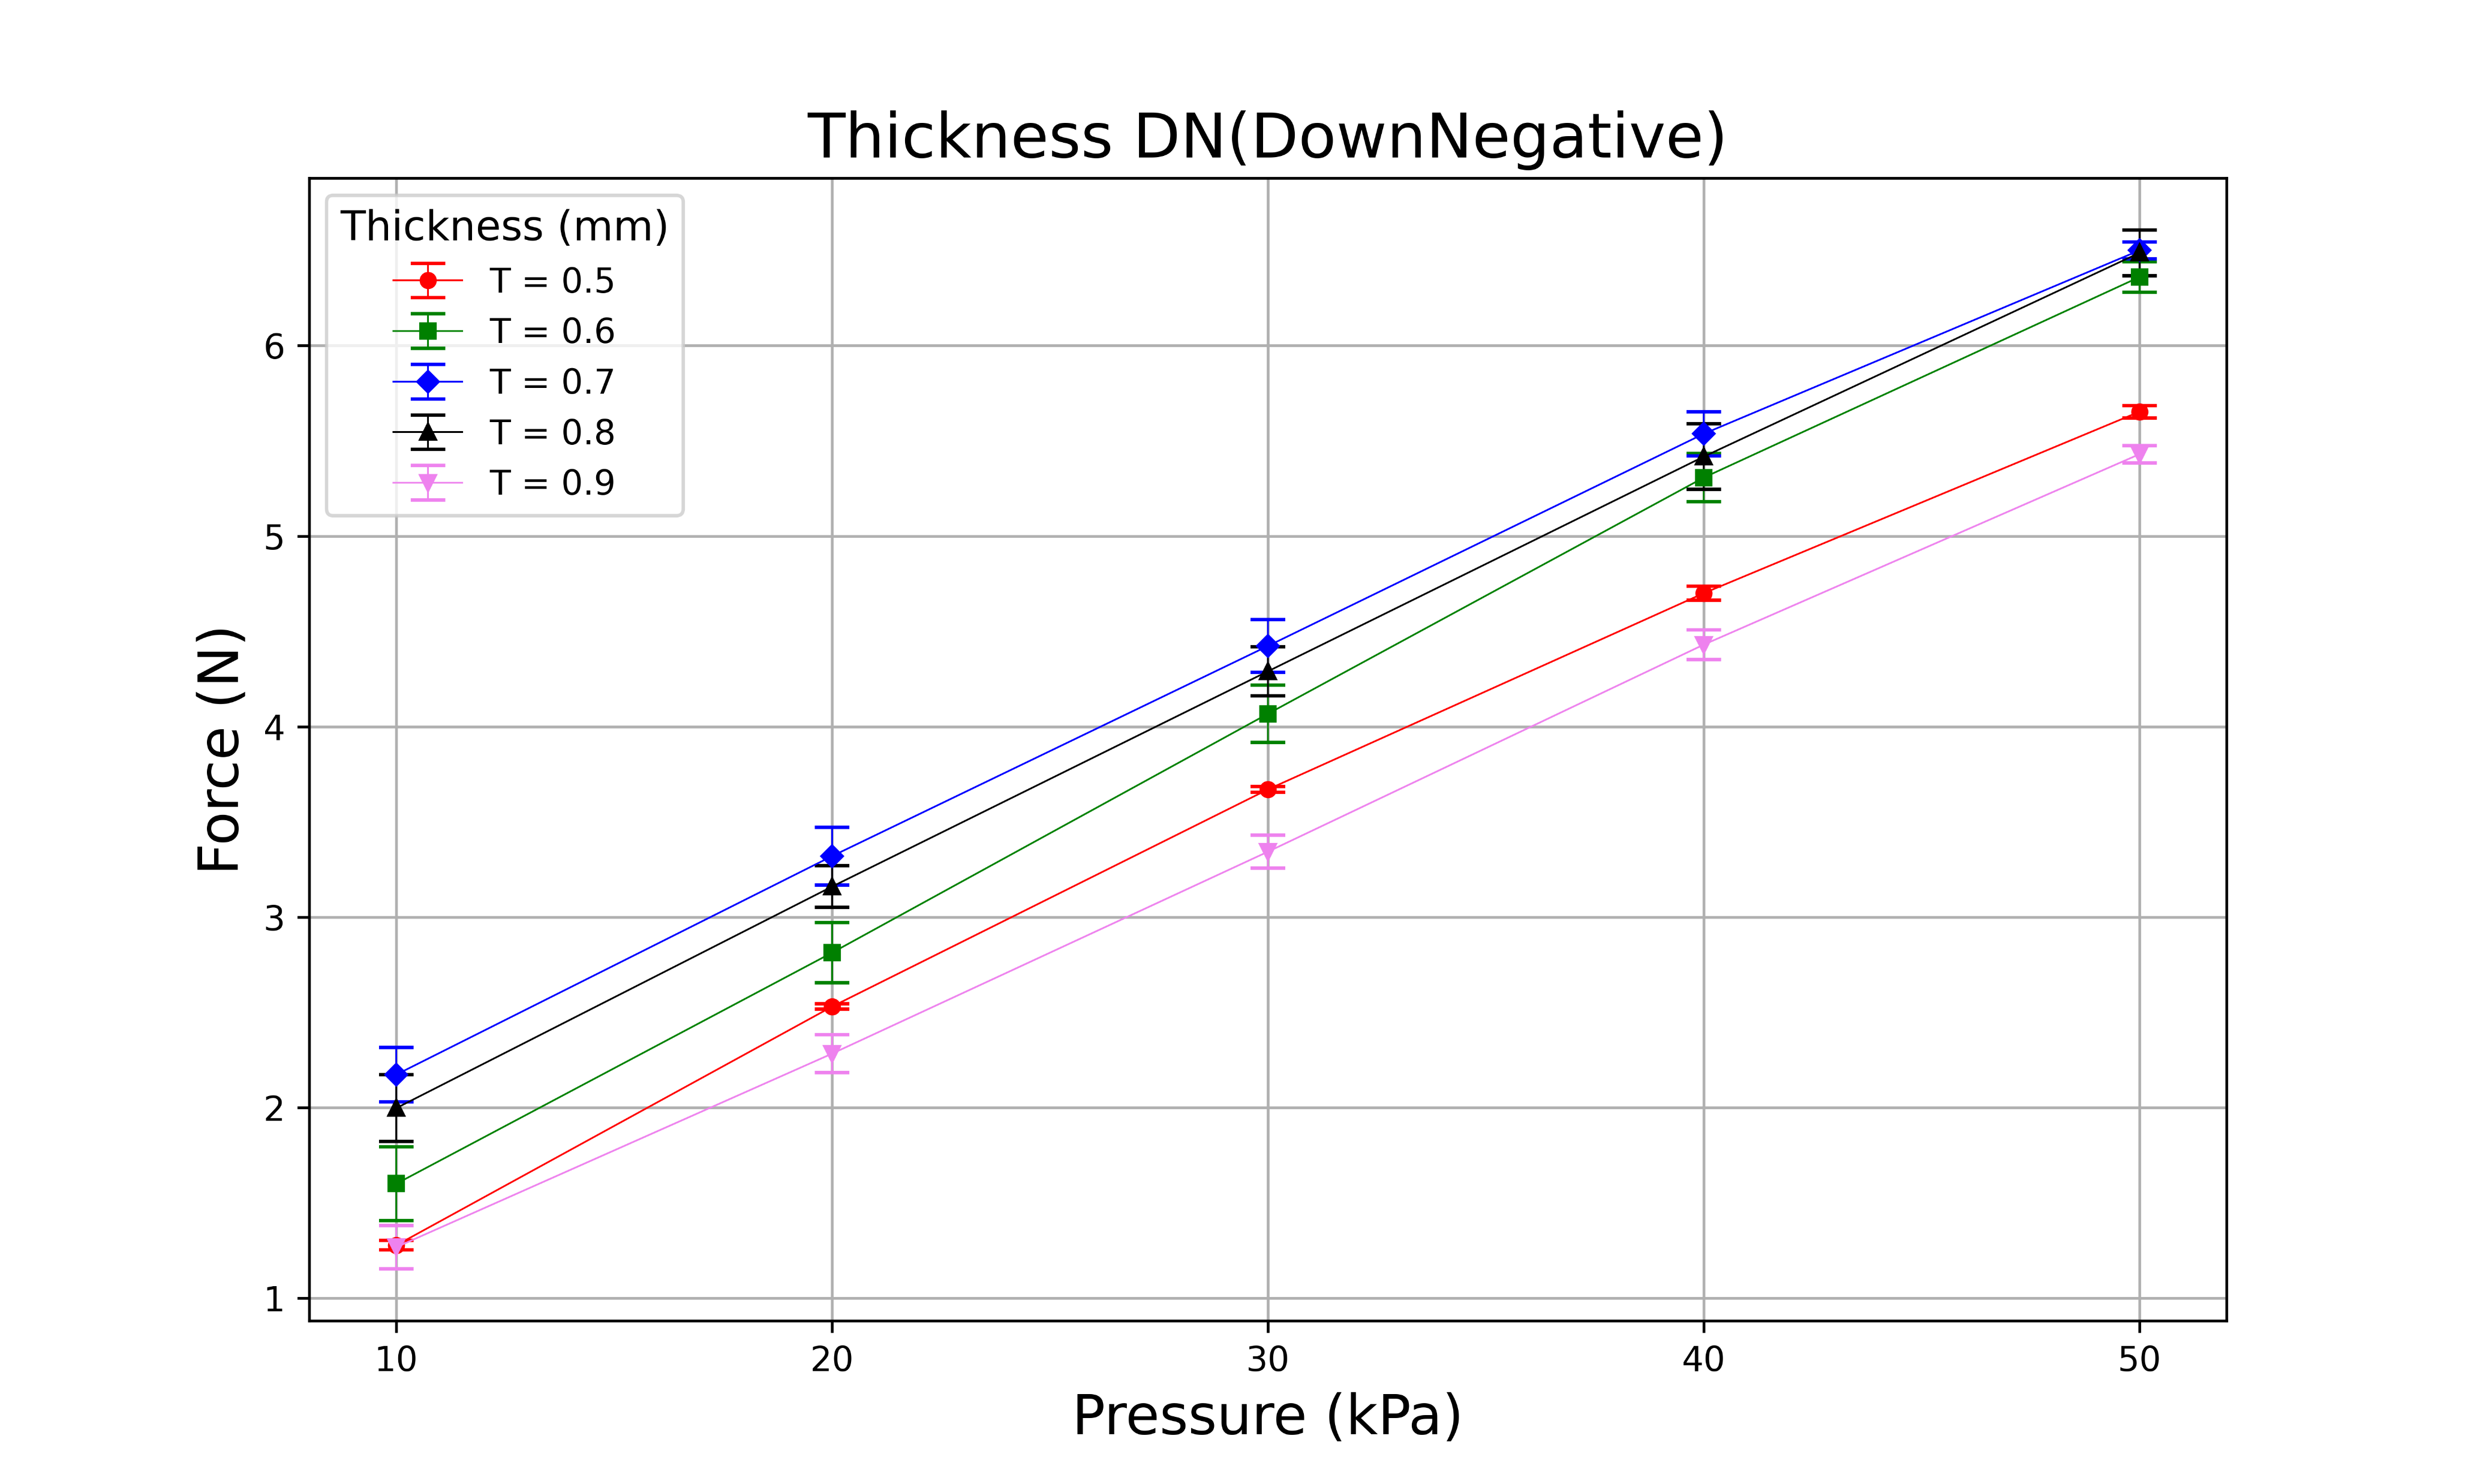 Thickness DN(DownNegative)
Thickness (mm)
T = 0.5
T = 0.6
T = 0.7
T = 0.8
T = 0.9
Force (N)
6
5
4
3
2
1
10 20 30 40 50
Pressure (kPa)